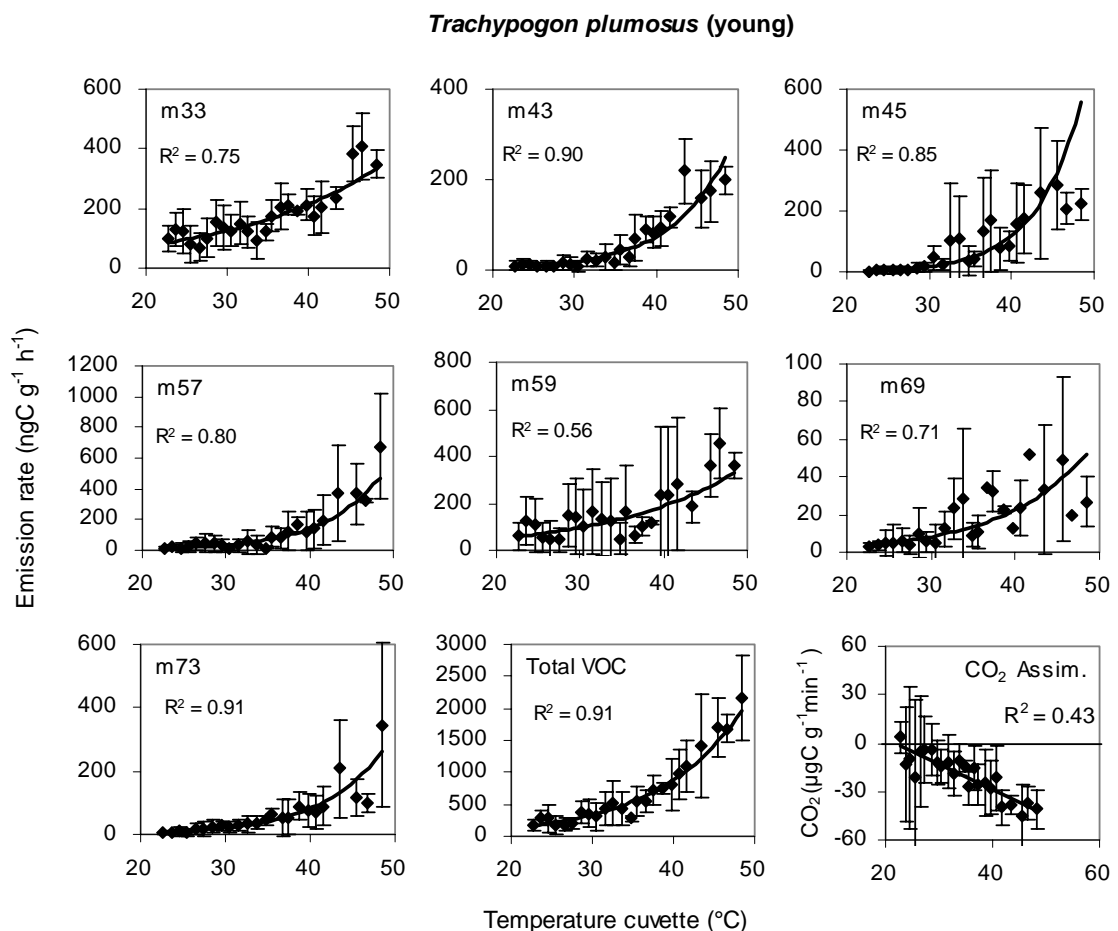 Trachypogon plumosus (young)
Emission rate (ngC g⁻¹ h⁻¹)
m33
R² = 0.75
600
400
200
0
20 30 40 50
m43
R² = 0.90
400
200
0
20 30 40 50
m45
R² = 0.85
600
400
200
0
20 30 40 50
m57
R² = 0.80
1200
1000
800
600
400
200
0
20 30 40 50
m59
R² = 0.56
800
600
400
200
0
20 30 40 50
m69
R² = 0.71
100
80
60
40
20
0
20 30 40 50 60
m73
R² = 0.91
600
400
200
0
20 30 40 50
Total VOC
R² = 0.91
3000
2500
2000
1500
1000
500
0
20 30 40 50
CO₂ Assim.
R² = 0.43
CO₂ (µgC g⁻¹min⁻¹)
60
30
0
-30
-60
20 40 60
Temperature cuvette (°C)